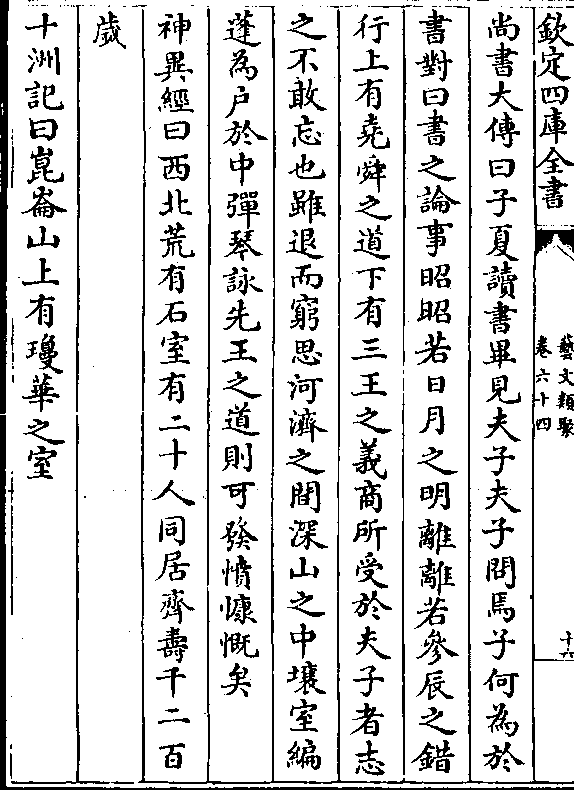 欽定四庫全書
藝文類聚
卷六十四
十六
尚書大傳曰子夏讀書畢見夫子夫子問焉子何為於
書對曰書之論事昭昭若日月之明離離若參辰之錯
行上有堯舜之道下有三王之義商所受於夫子者志
之不敢忘也雖退而窮思河濟之間深山之中壤室編
蓬為戶於中彈琴詠先王之道則可發憤慷慨矣
神異經曰西北荒有石室有二十人同居齊壽千二百
歲
十洲記曰崑崙山上有瓊華之室